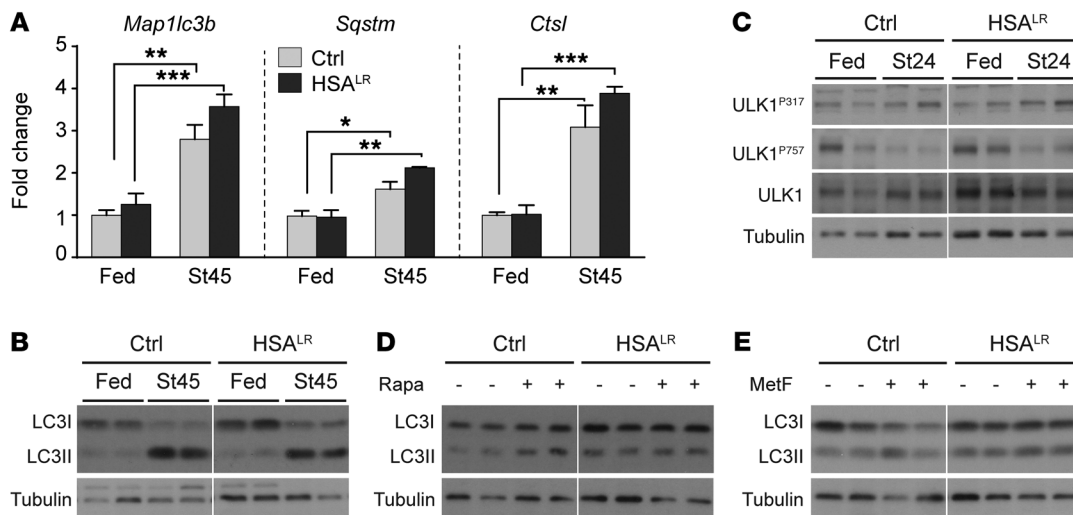 A
Map1lc3b Sqstm Ctsl
Fold change
5
4
3
2
1
0
Ctrl
HSA^LR
** *** * ** ** ***
Fed St45 Fed St45 Fed St45
C
Ctrl HSA^LR
Fed St24 Fed St24
ULK1^P317
ULK1^P757
ULK1
Tubulin
B
Ctrl HSA^LR
Fed St45 Fed St45
LC3I
LC3II
Tubulin
D
Ctrl HSA^LR
Rapa - - + + - - + +
LC3I
LC3II
Tubulin
E
Ctrl HSA^LR
MetF - - + + - - + +
LC3I
LC3II
Tubulin